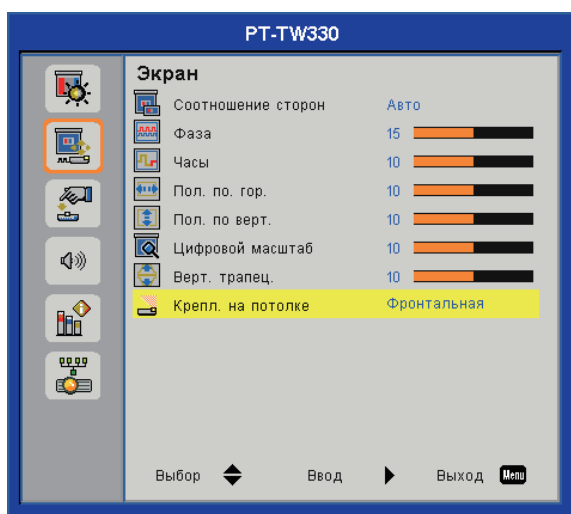 PT-TW330
Экран
Соотношение сторон Авто
Фаза 15
Часы 10
Пол. по. гор. 10
Пол. по верт. 10
Цифровой масштаб 10
Верт. трапец. 10
Крепл. на потолке Фронтальная
Выбор Ввод Выход Menu